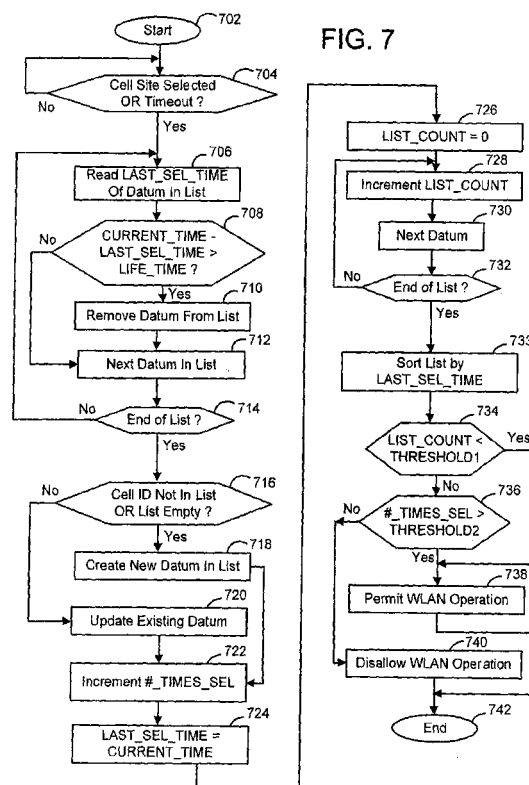 FIG. 7
702
Start
704
Cell Site Selected
OR Timeout ?
No
Yes
706
Read LAST_SEL_TIME
Of Datum in List
708
CURRENT_TIME -
LAST_SEL_TIME >
LIFE_TIME ?
No
Yes
710
Remove Datum From List
712
Next Datum In List
714
End of List ?
No
Yes
716
Cell ID Not In List
OR List Empty ?
No
Yes
718
Create New Datum In List
720
Update Existing Datum
722
Increment #_TIMES_SEL
724
LAST_SEL_TIME =
CURRENT_TIME
726
LIST_COUNT = 0
728
Increment LIST_COUNT
730
Next Datum
732
End of List ?
No
Yes
733
Sort List by
LAST_SEL_TIME
734
LIST_COUNT <
THRESHOLD1
Yes
No
736
#_TIMES_SEL >
THRESHOLD2
No
Yes
738
Permit WLAN Operation
740
Disallow WLAN Operation
End
742